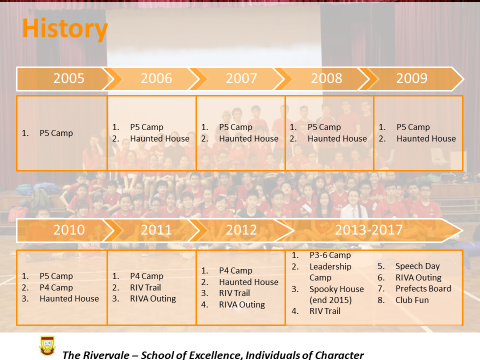 History
2005 2006 2007 2008 2009
1. P5 Camp
1. P5 Camp
2. Haunted House
1. P5 Camp
2. Haunted House
1. P5 Camp
2. Haunted House
1. P5 Camp
2. Haunted House
2010 2011 2012 2013-2017
1. P5 Camp
2. P4 Camp
3. Haunted House
1. P4 Camp
2. RIV Trail
3. RIVA Outing
1. P4 Camp
2. Haunted House
3. RIV Trail
4. RIVA Outing
1. P3-6 Camp
2. Leadership
Camp
3. Spooky House
(end 2015)
4. RIV Trail
5. Speech Day
6. RIVA Outing
7. Prefects Board
8. Club Fun
The Rivervale – School of Excellence, Individuals of Character